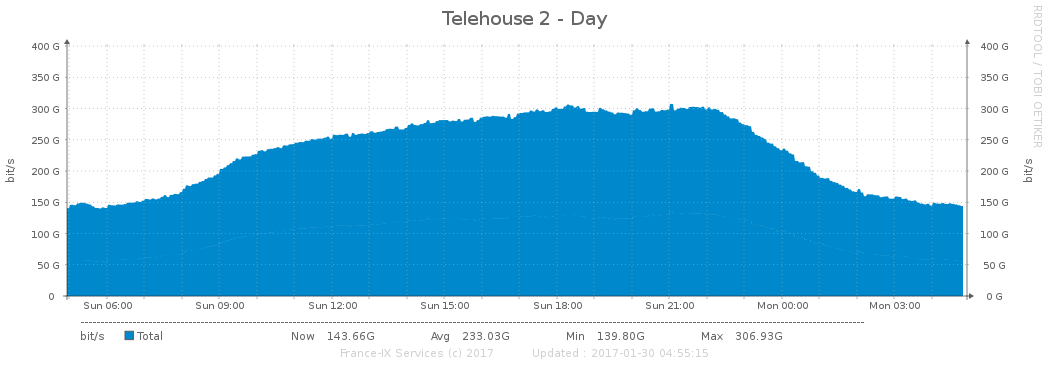 Telehouse 2 - Day
RRDTOOL / TOBI OETIKER
400 G 400 G
350 G 350 G
300 G 300 G
250 G 250 G
200 G 200 G
150 G 150 G
100 G 100 G
50 G 50 G
0 0 G
bit/s bit/s
Sun 06:00 Sun 09:00 Sun 12:00 Sun 15:00 Sun 18:00 Sun 21:00 Mon 00:00 Mon 03:00
bit/s Total Now 143.66G Avg 233.03G Min 139.80G Max 306.93G
France-IX Services (c) 2017 Updated : 2017-01-30 04:55:15